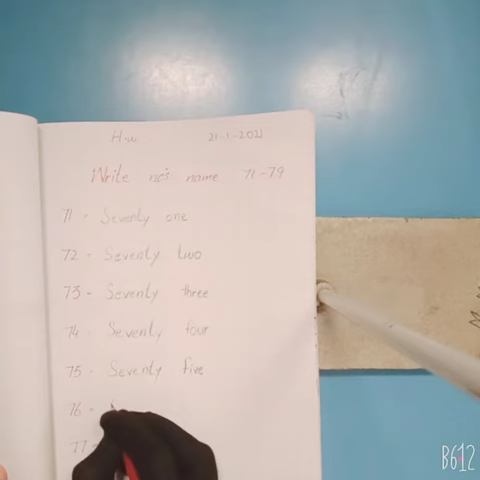 H.w 21-1-2021
Write no's name 71-79
71 - Seventy one
72 - Seventy two
73 - Seventy three
74 - Seventy four
75 - Seventy five
76 -
77 -
B612